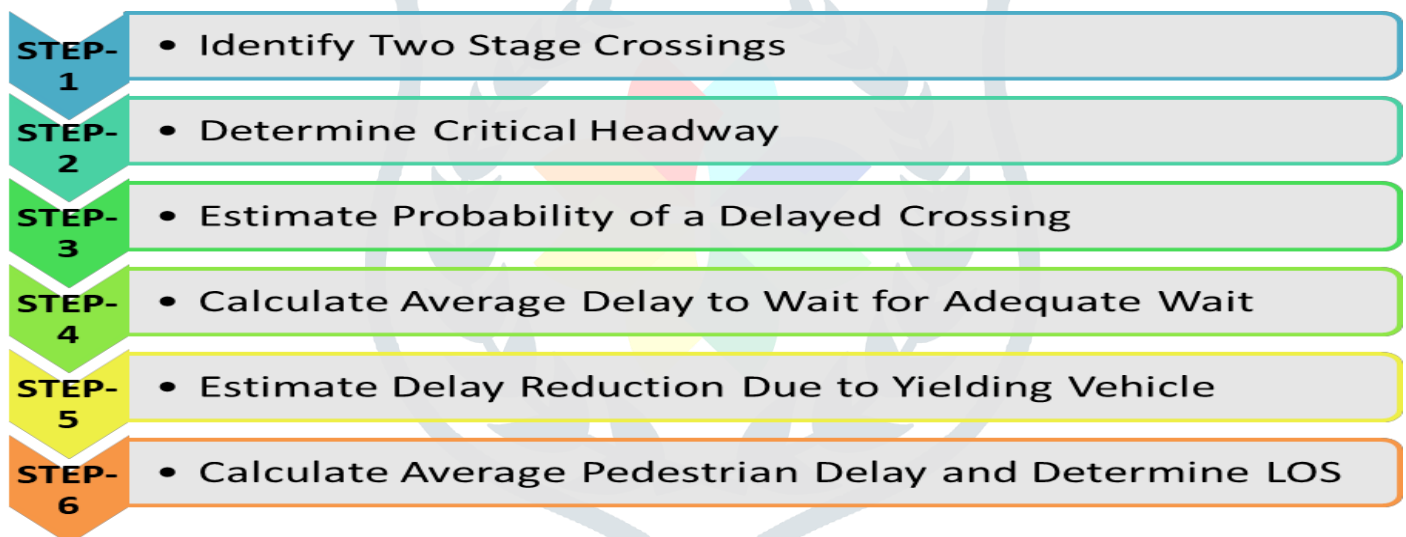 STEP-1
• Identify Two Stage Crossings
STEP-2
• Determine Critical Headway
STEP-3
• Estimate Probability of a Delayed Crossing
STEP-4
• Calculate Average Delay to Wait for Adequate Wait
STEP-5
• Estimate Delay Reduction Due to Yielding Vehicle
STEP-6
• Calculate Average Pedestrian Delay and Determine LOS